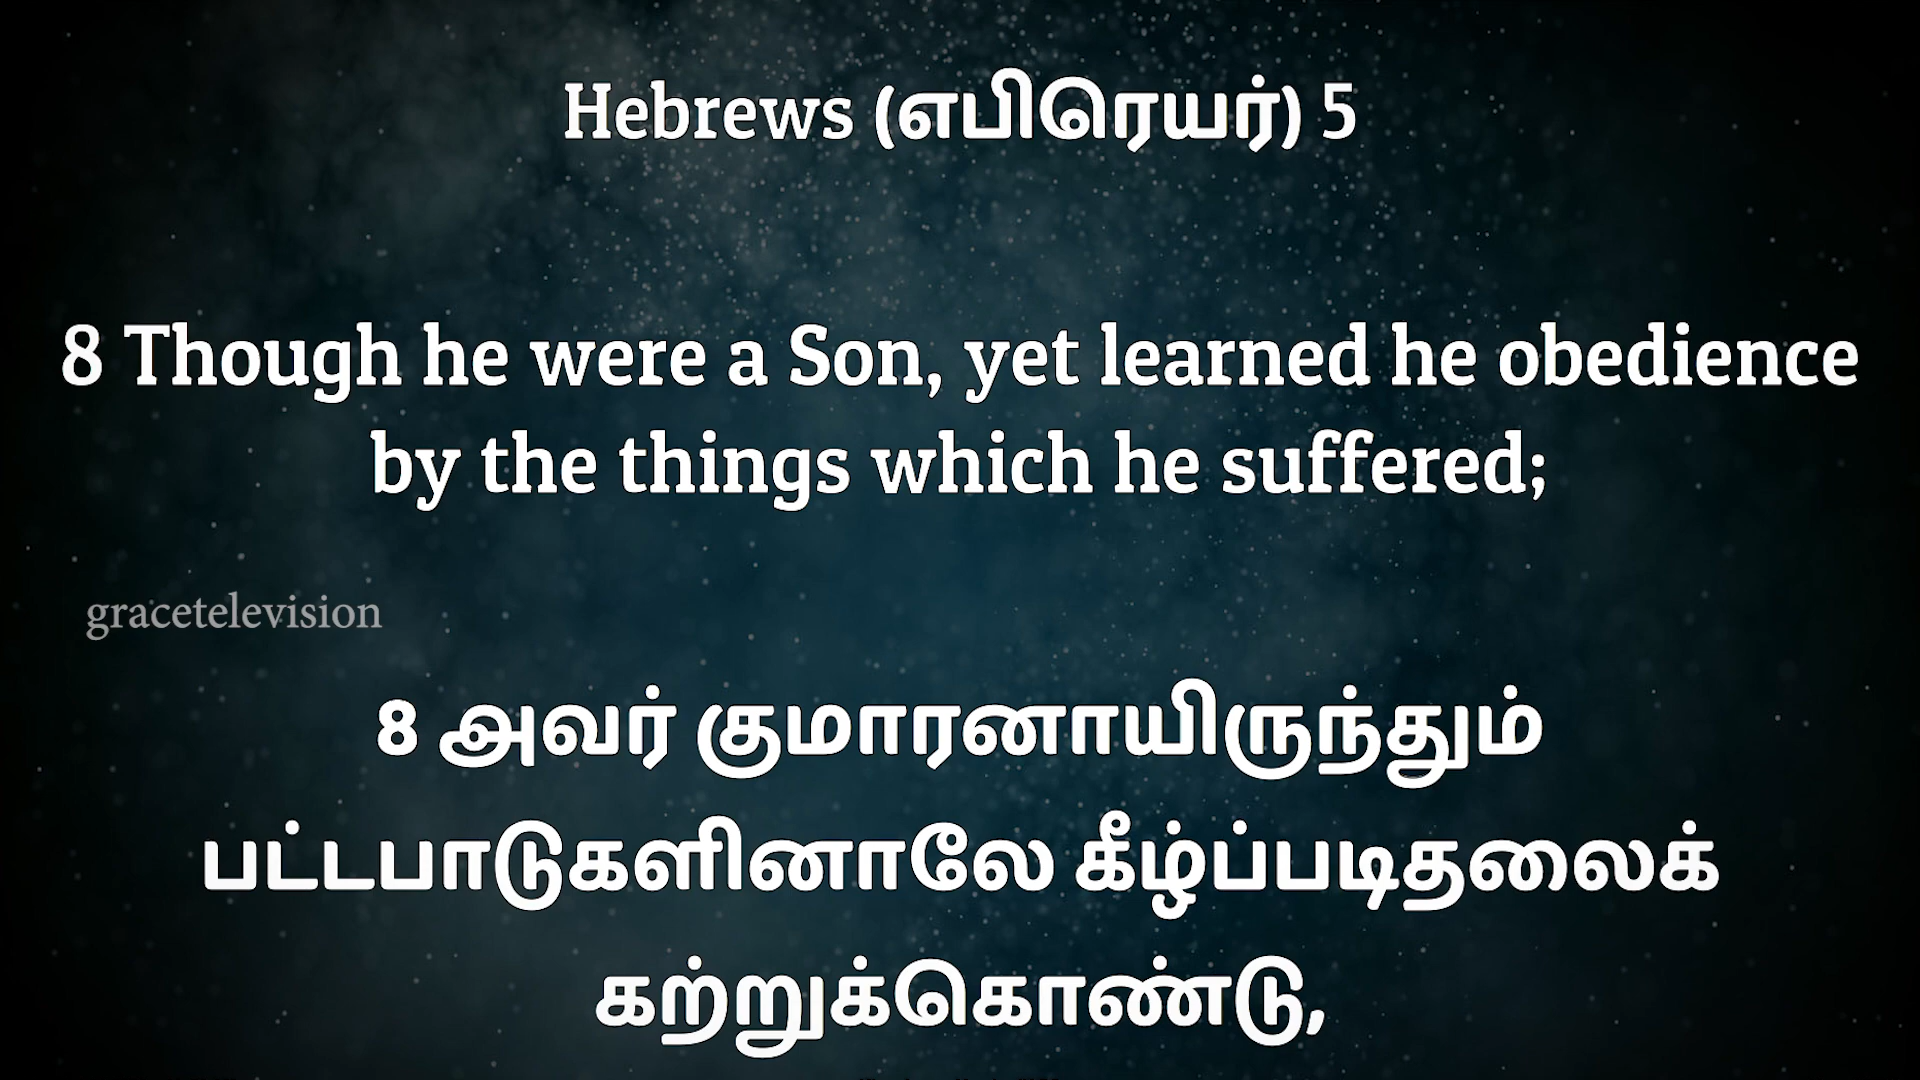 Hebrews (எபிரெயர்) 5
8 Though he were a Son, yet learned he obedience
by the things which he suffered;
gracetelevision
8 அவர் குமாரனாயிருந்தும்
பட்டபாடுகளினாலே கீழ்ப்படிதலைக்
கற்றுக்கொண்டு,